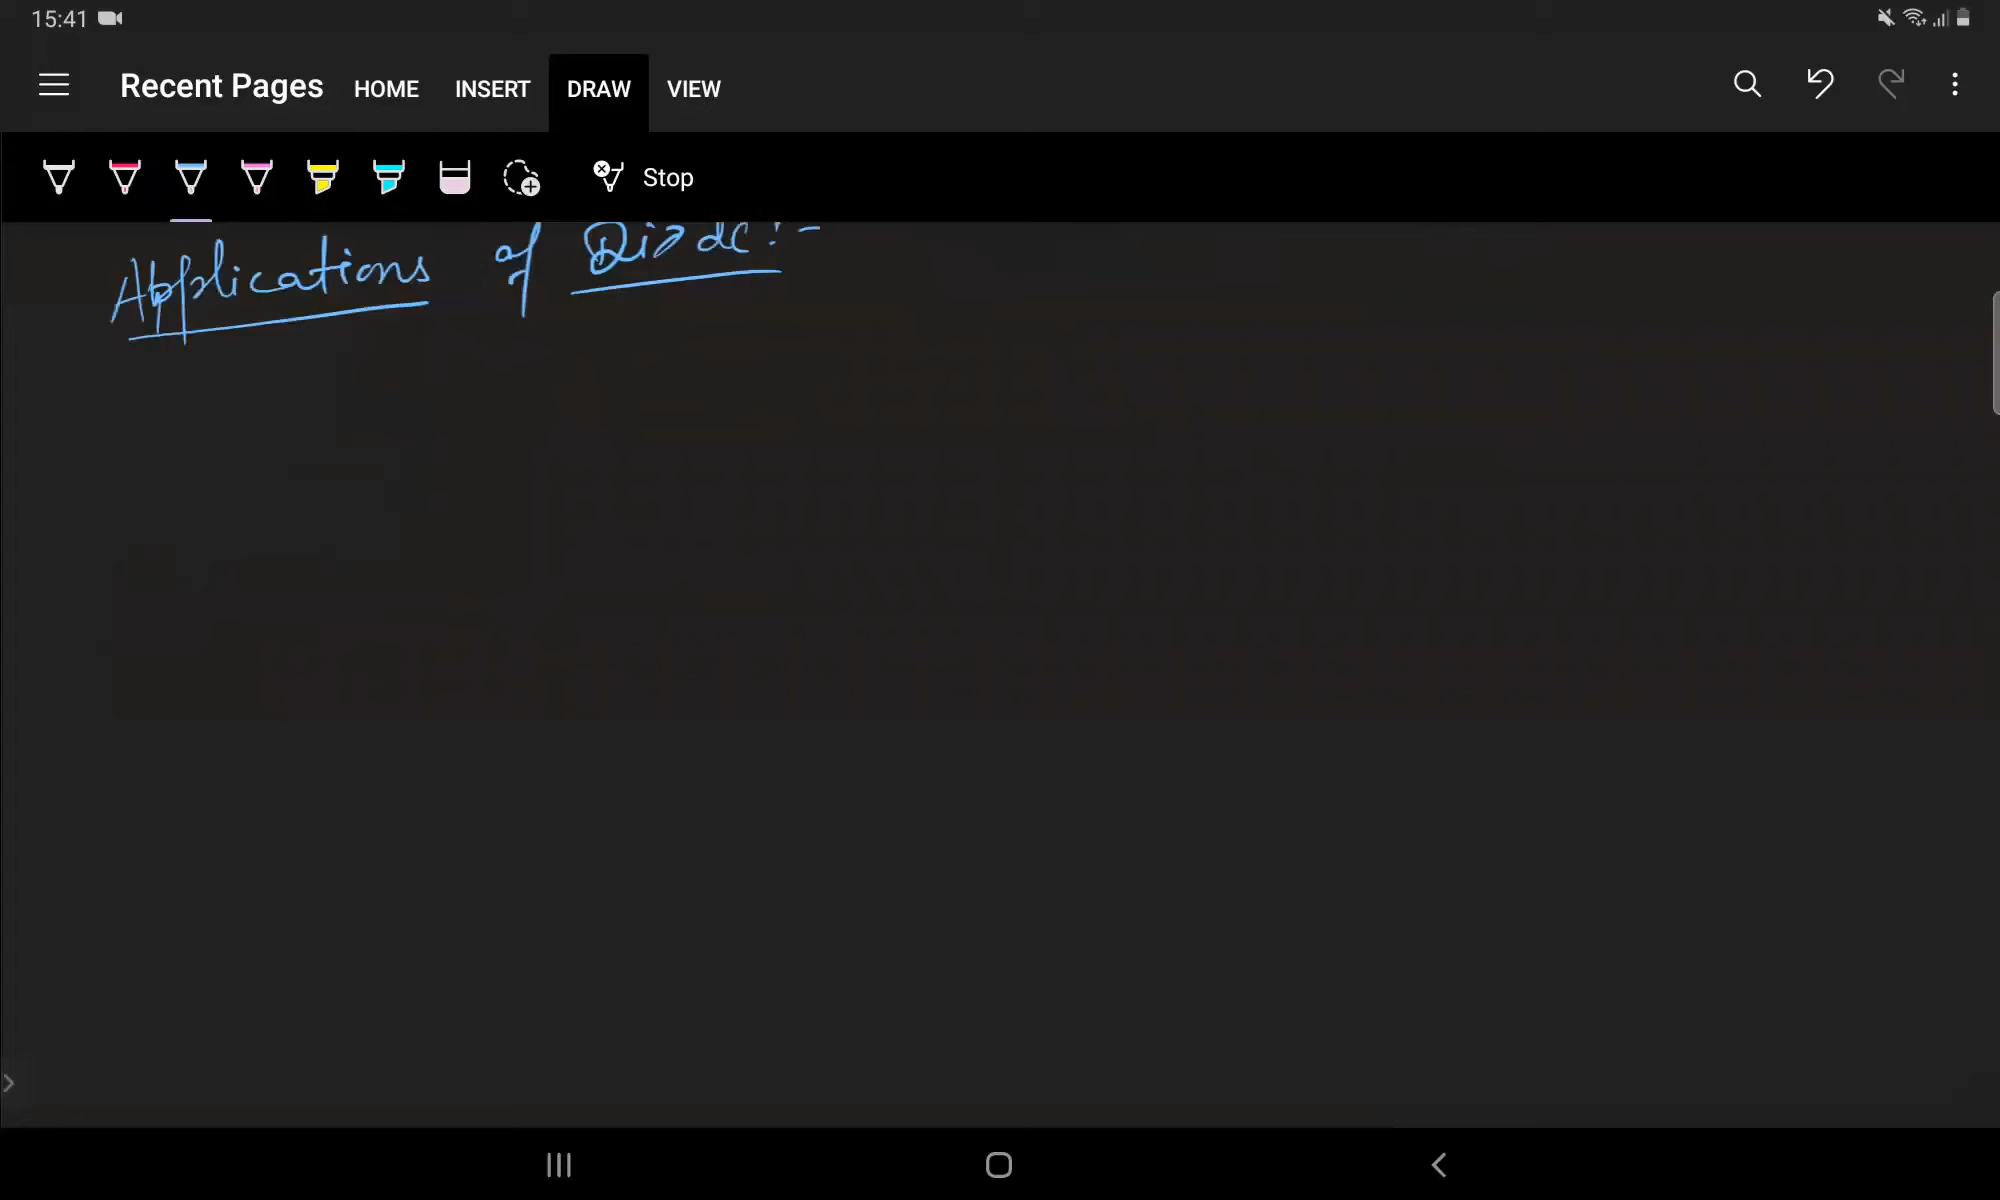 15:41
Recent Pages HOME INSERT DRAW VIEW
Stop
Applications of Diode:-